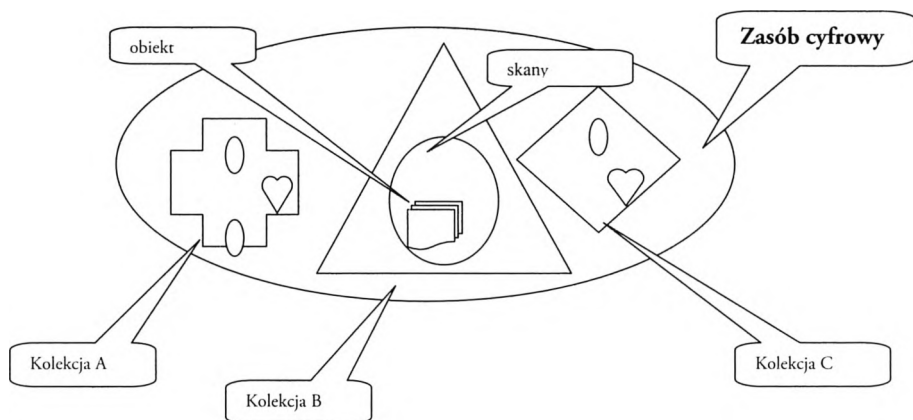 obiekt
Zasób cyfrowy
skany
Kolekcja A
Kolekcja B
Kolekcja C